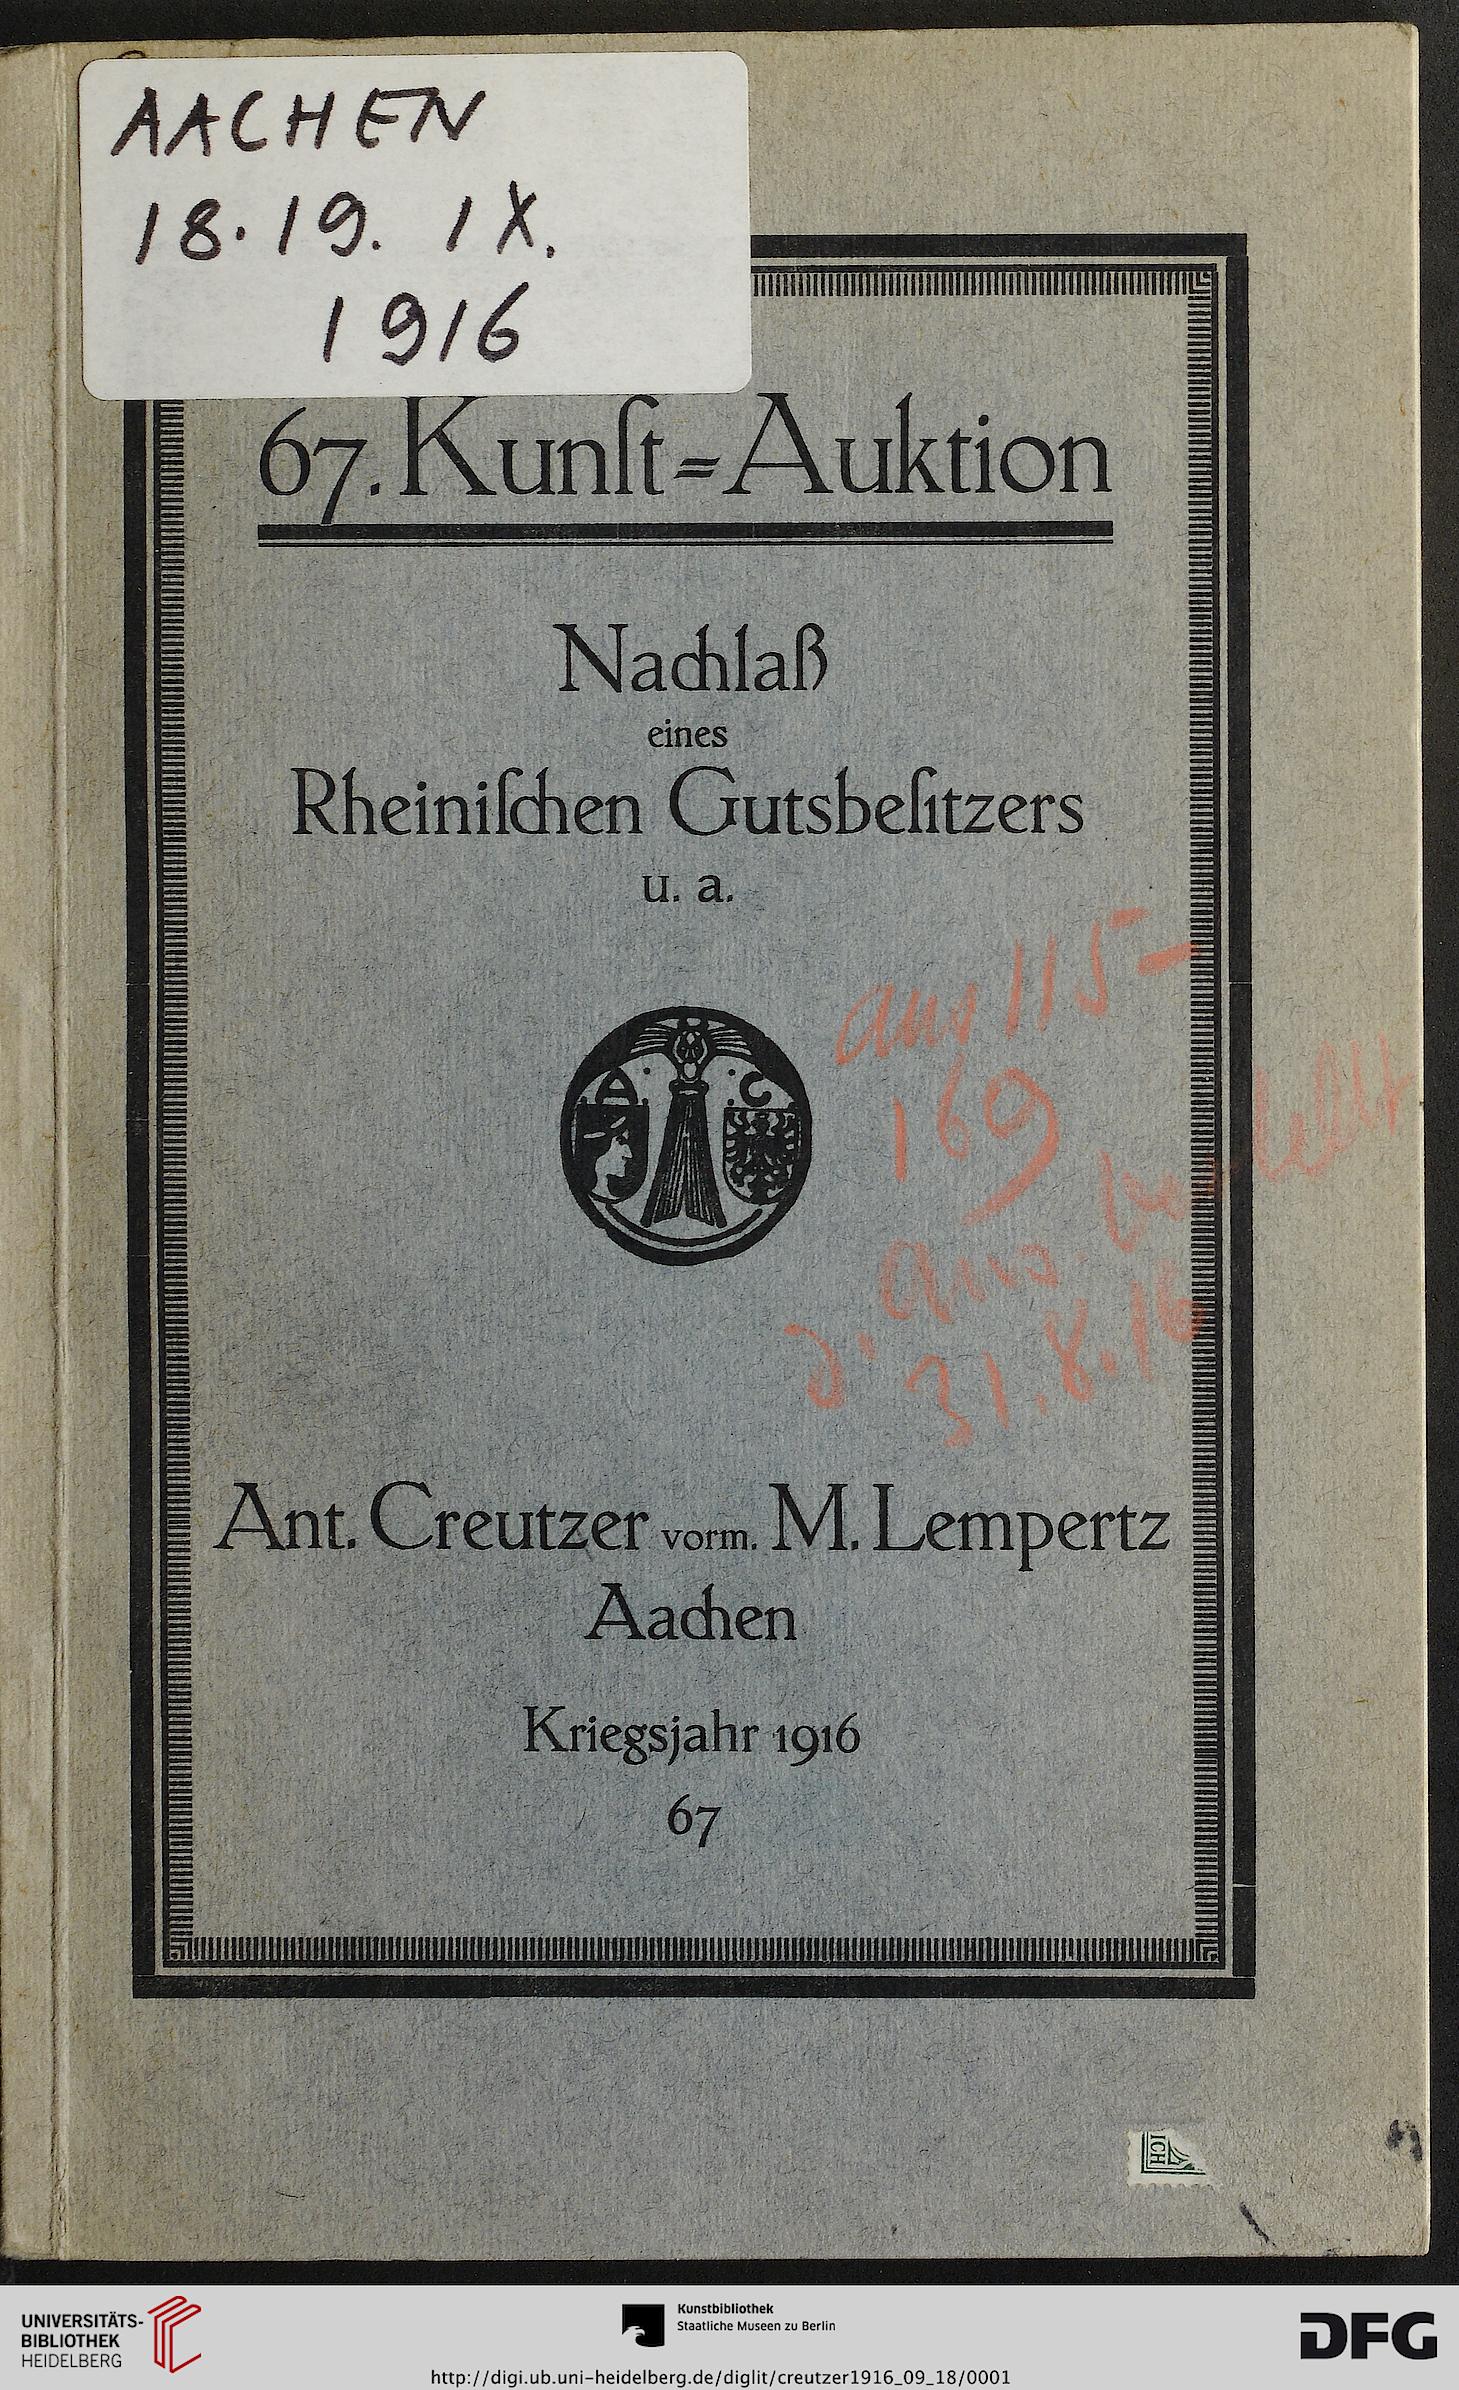 AACHEN
18.19. IX.
1916
67. Kunſt=Auktion
Nachlaß
eines
Rheiniſchen Gutsbeſitzers
u. a.
A C
115-
169
31.8.16
Ant. Creutzer vorm. M. Lempertz
Aachen
Kriegsjahr 1916
67
ICH
UNIVERSITÄTS-
BIBLIOTHEK
HEIDELBERG
Kunstbibliothek
Staatliche Museen zu Berlin
DFG
http://digi.ub.uni-heidelberg.de/diglit/creutzer1916_09_18/0001